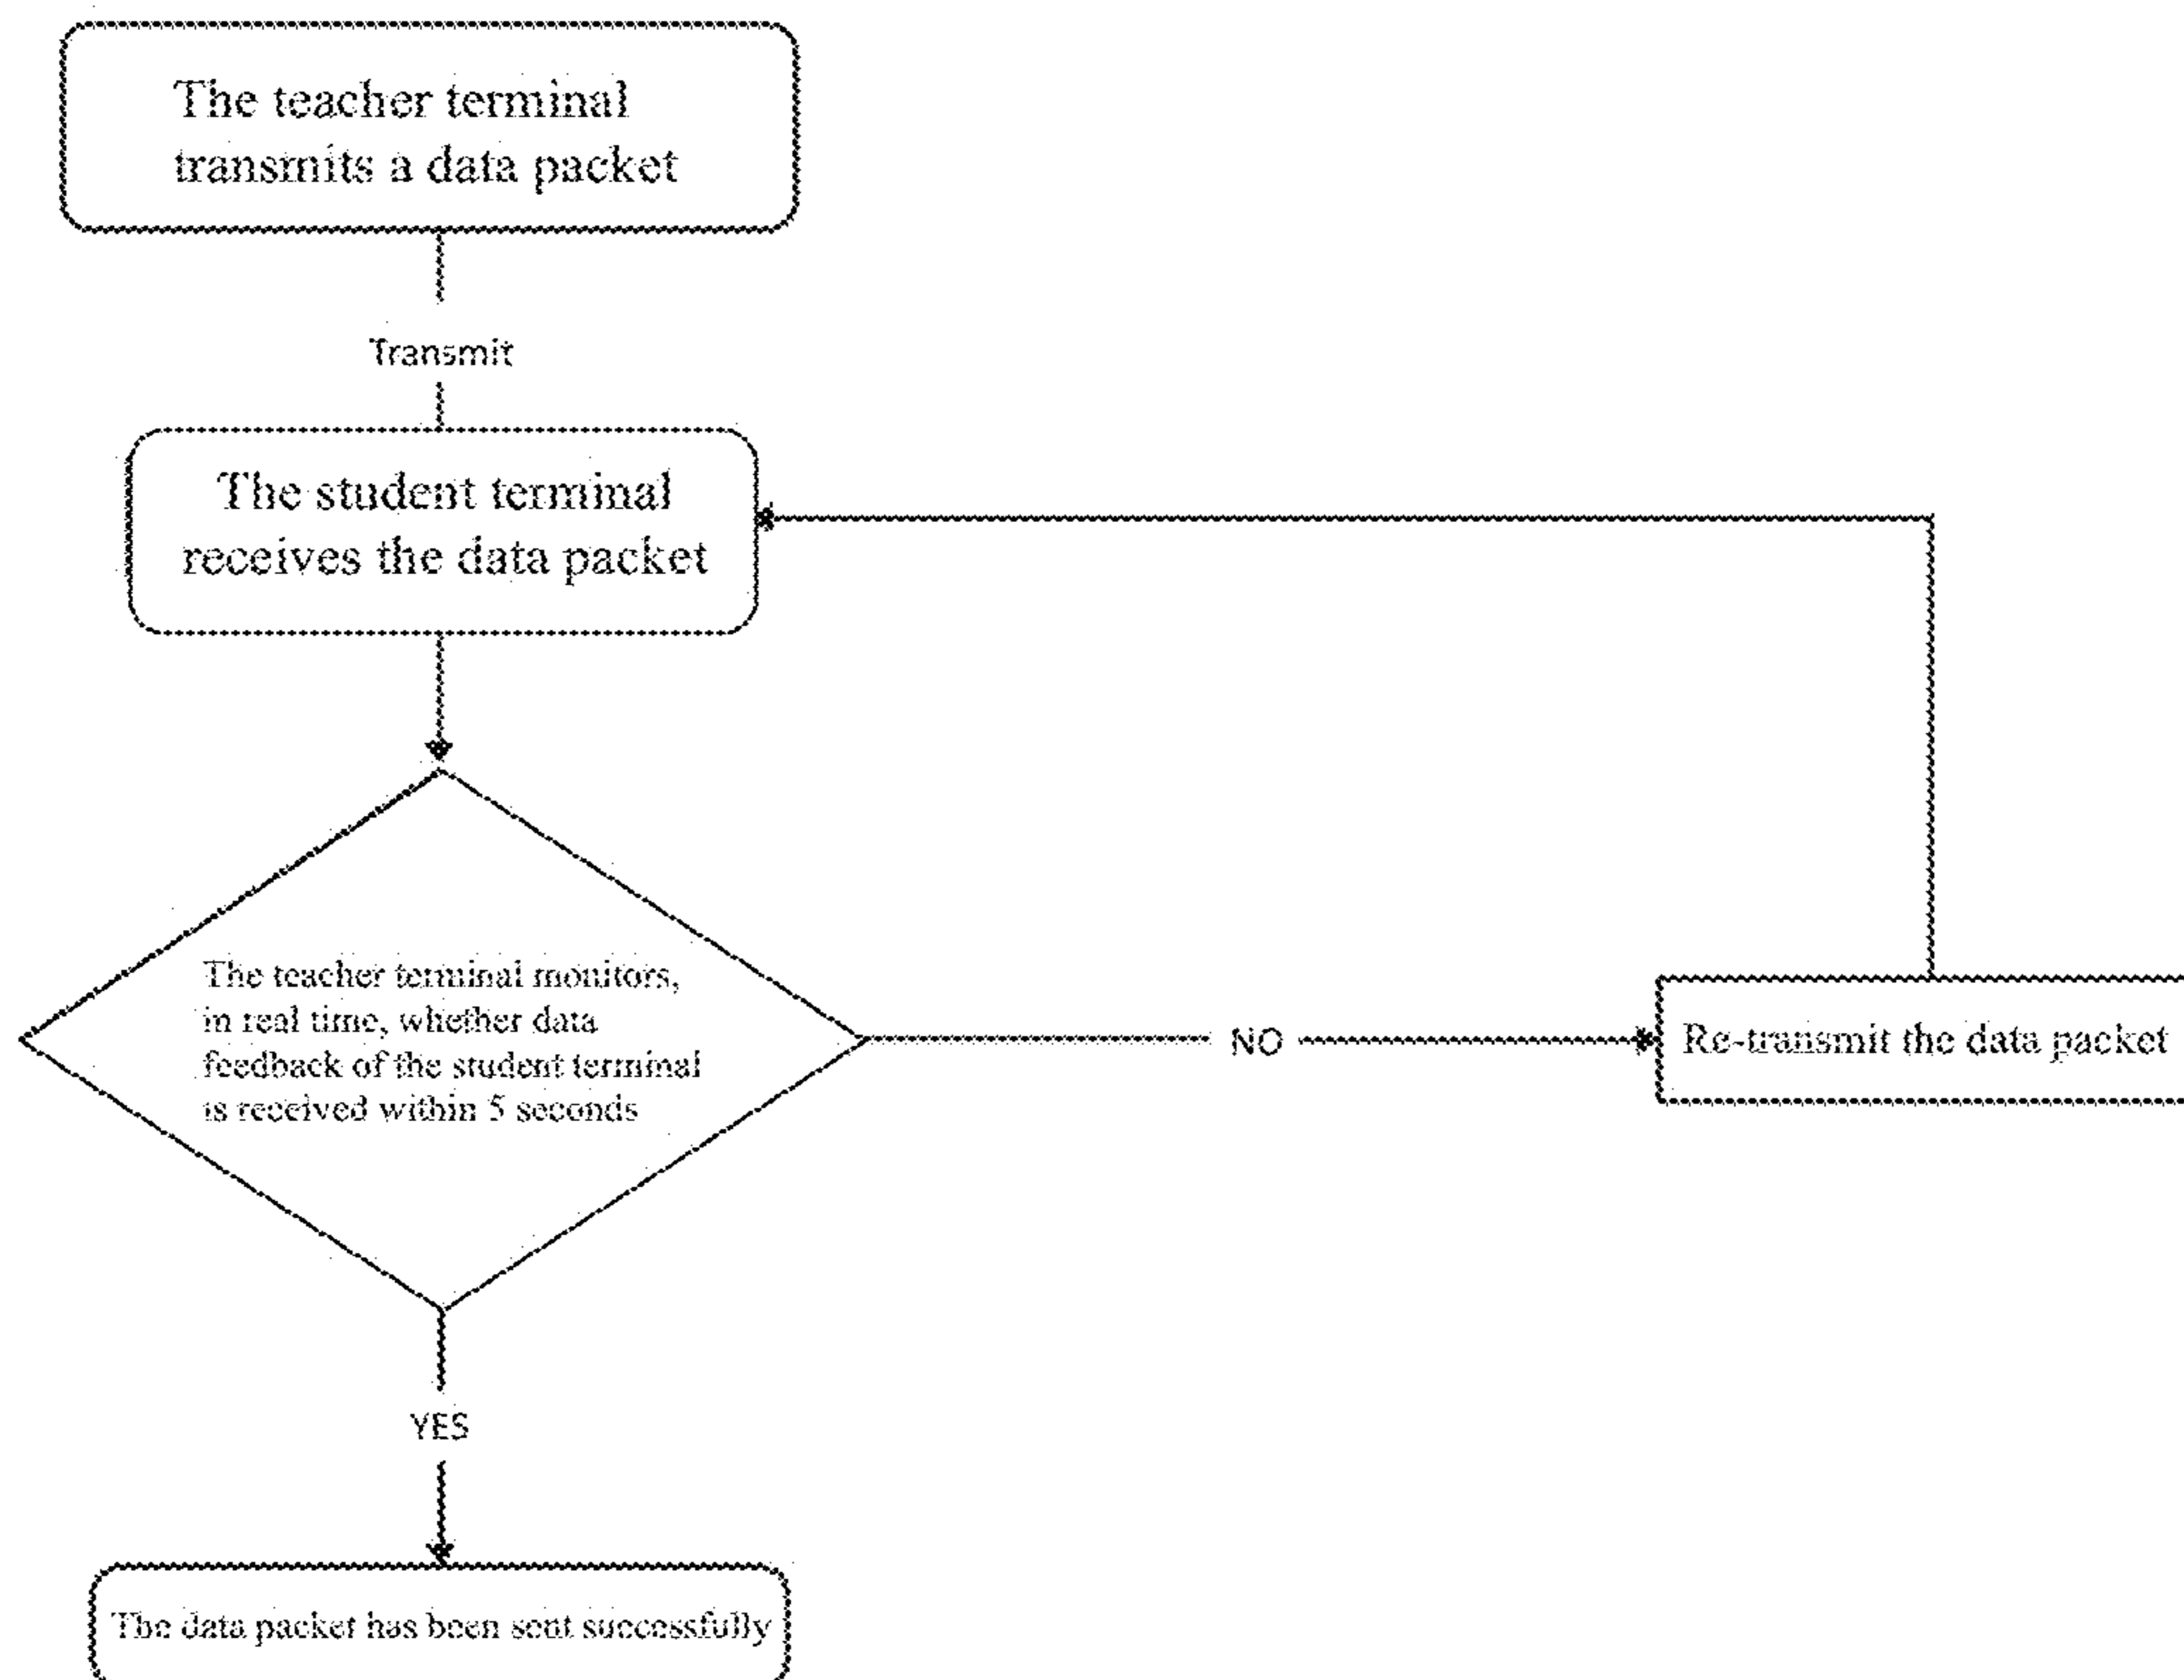 The teacher terminal
transmits a data packet
Transmit
The student terminal
receives the data packet
The teacher terminal monitors,
in real time, whether data
feedback of the student terminal
is received within 5 seconds
NO
Re-transmit the data packet
YES
The data packet has been sent successfully